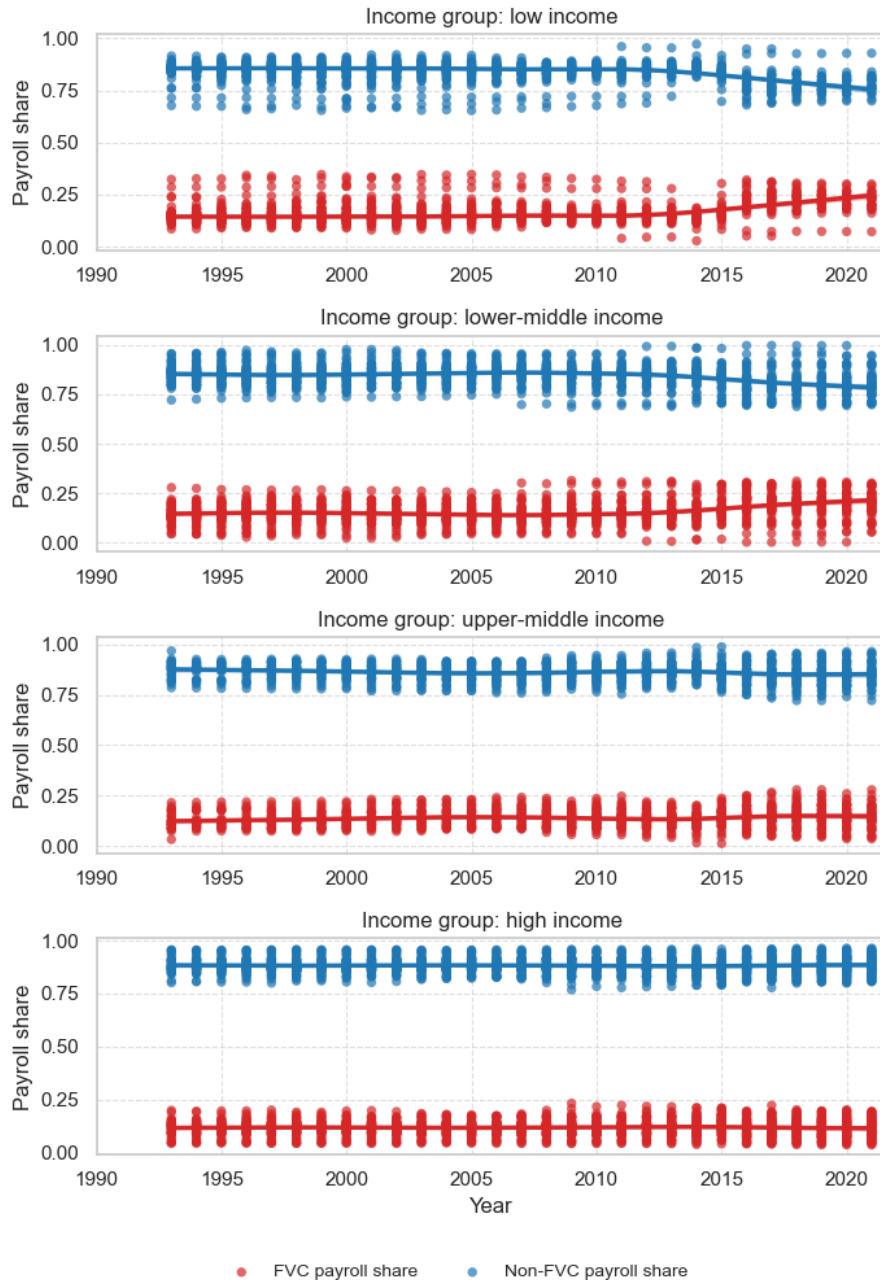 Income group: low income
1.00
0.75
0.50
0.25
0.00
Payroll share
1990 1995 2000 2005 2010 2015 2020
Income group: lower-middle income
1.00
0.75
0.50
0.25
0.00
Payroll share
1990 1995 2000 2005 2010 2015 2020
Income group: upper-middle income
1.00
0.75
0.50
0.25
0.00
Payroll share
1990 1995 2000 2005 2010 2015 2020
Income group: high income
1.00
0.75
0.50
0.25
0.00
Payroll share
1990 1995 2000 2005 2010 2015 2020
Year
FVC payroll share Non-FVC payroll share